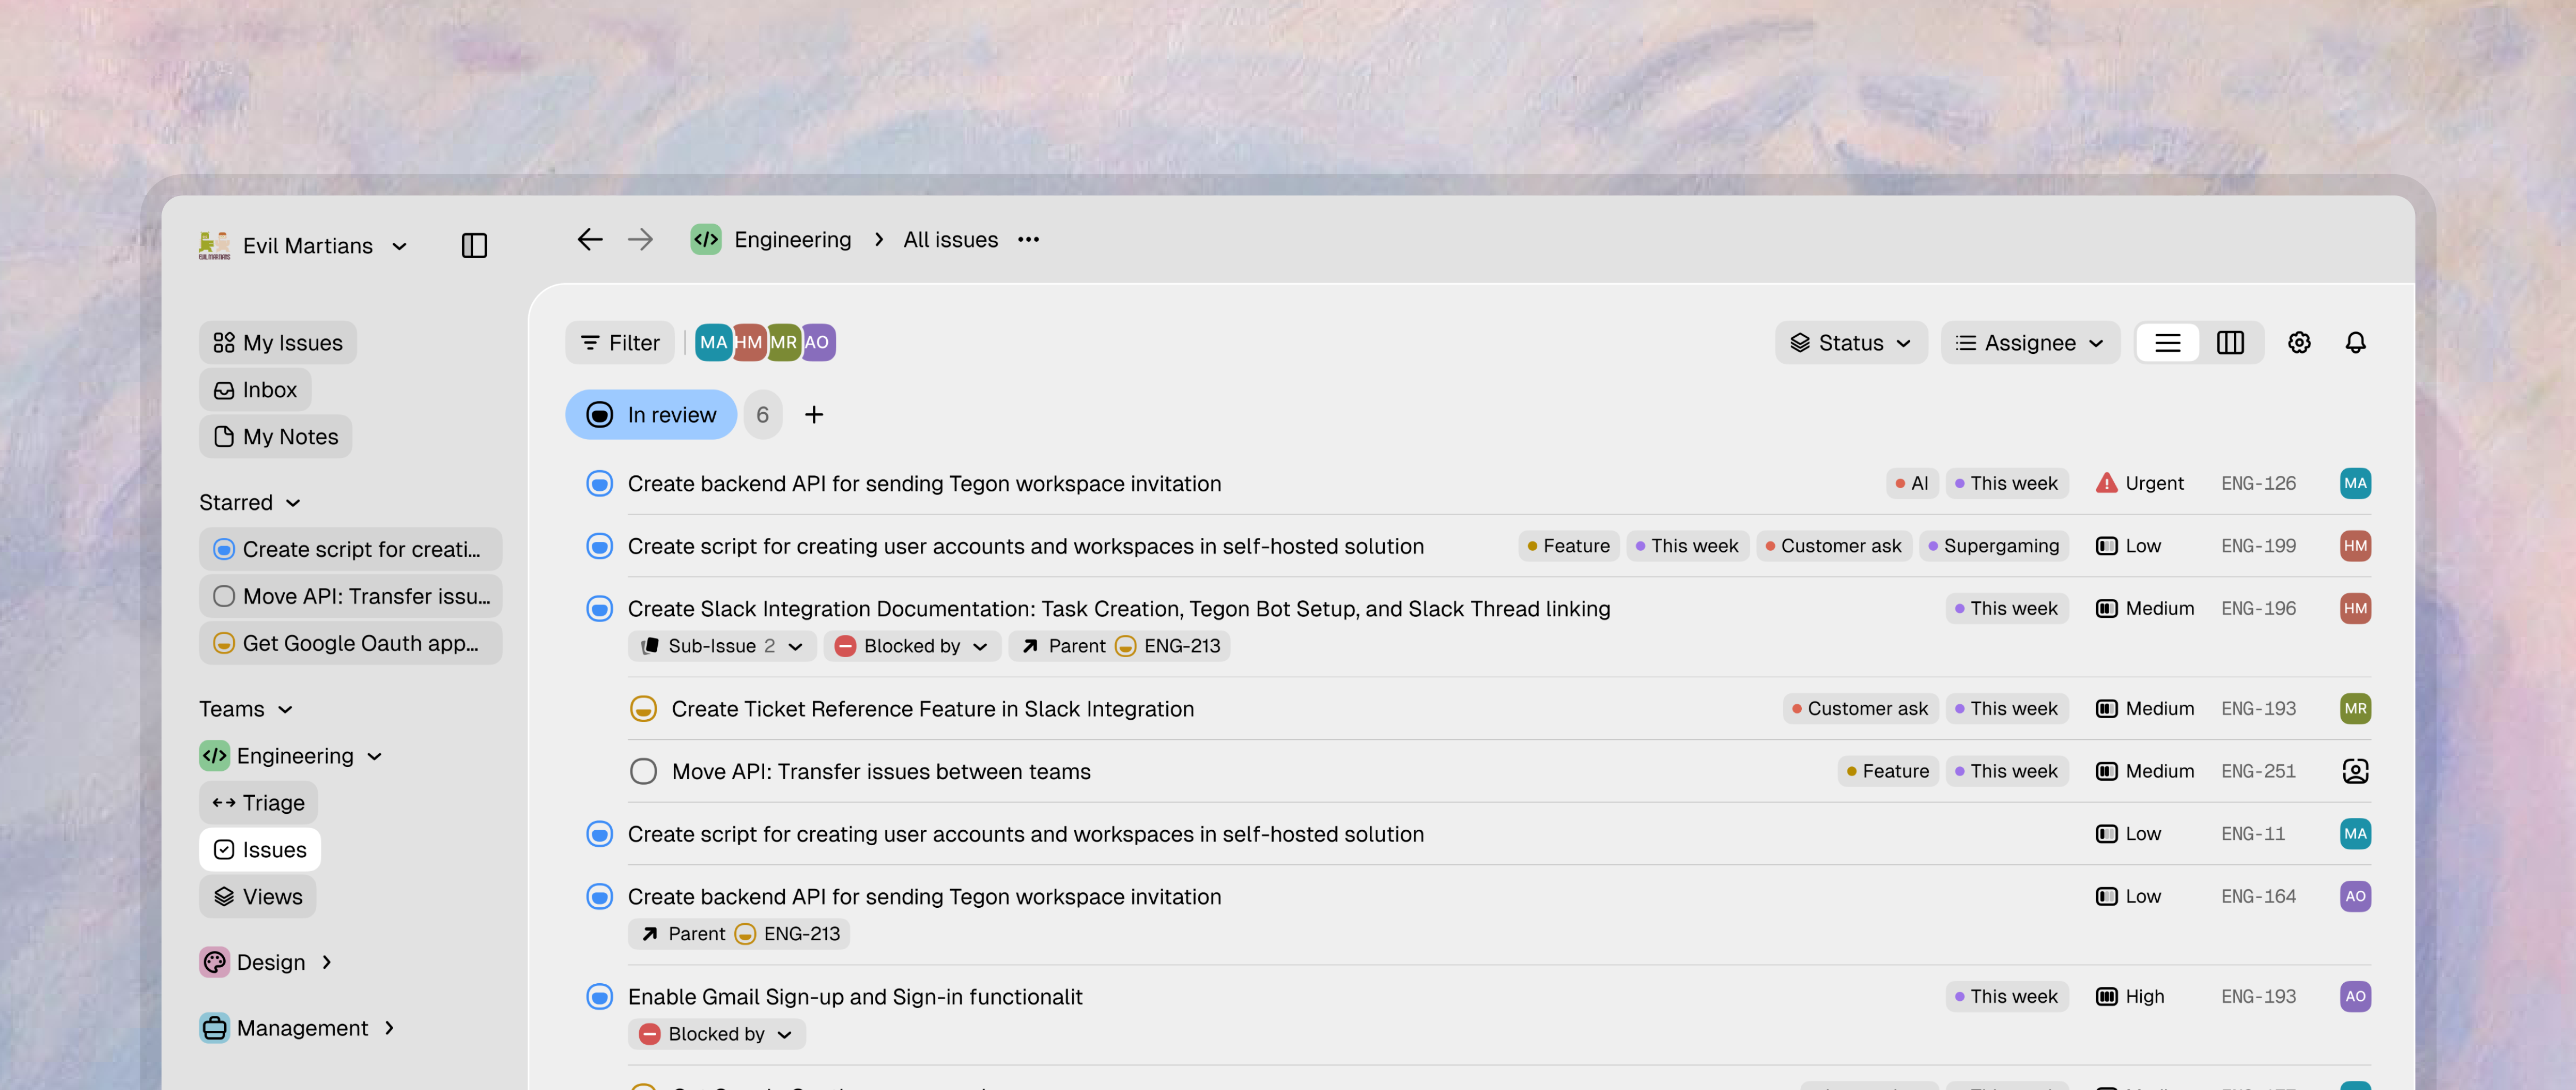 Evil Martians
Engineering > All issues •••
My Issues
Inbox
My Notes
Starred
Create script for creati...
Move API: Transfer issu...
Get Google Oauth app...
Teams
Engineering
Triage
Issues
Views
Design
Management
Filter MA HM MR AO Status Assignee
In review 6 +
Create backend API for sending Tegon workspace invitation AI This week Urgent ENG-126 MA
Create script for creating user accounts and workspaces in self-hosted solution Feature This week Customer ask Supergaming Low ENG-199 HM
Create Slack Integration Documentation: Task Creation, Tegon Bot Setup, and Slack Thread linking This week Medium ENG-196 HM
Sub-Issue 2 Blocked by Parent ENG-213
Create Ticket Reference Feature in Slack Integration Customer ask This week Medium ENG-193 MR
Move API: Transfer issues between teams Feature This week Medium ENG-251
Create script for creating user accounts and workspaces in self-hosted solution Low ENG-11 MA
Create backend API for sending Tegon workspace invitation Low ENG-164 AO
Parent ENG-213
Enable Gmail Sign-up and Sign-in functionalit This week High ENG-193 AO
Blocked by